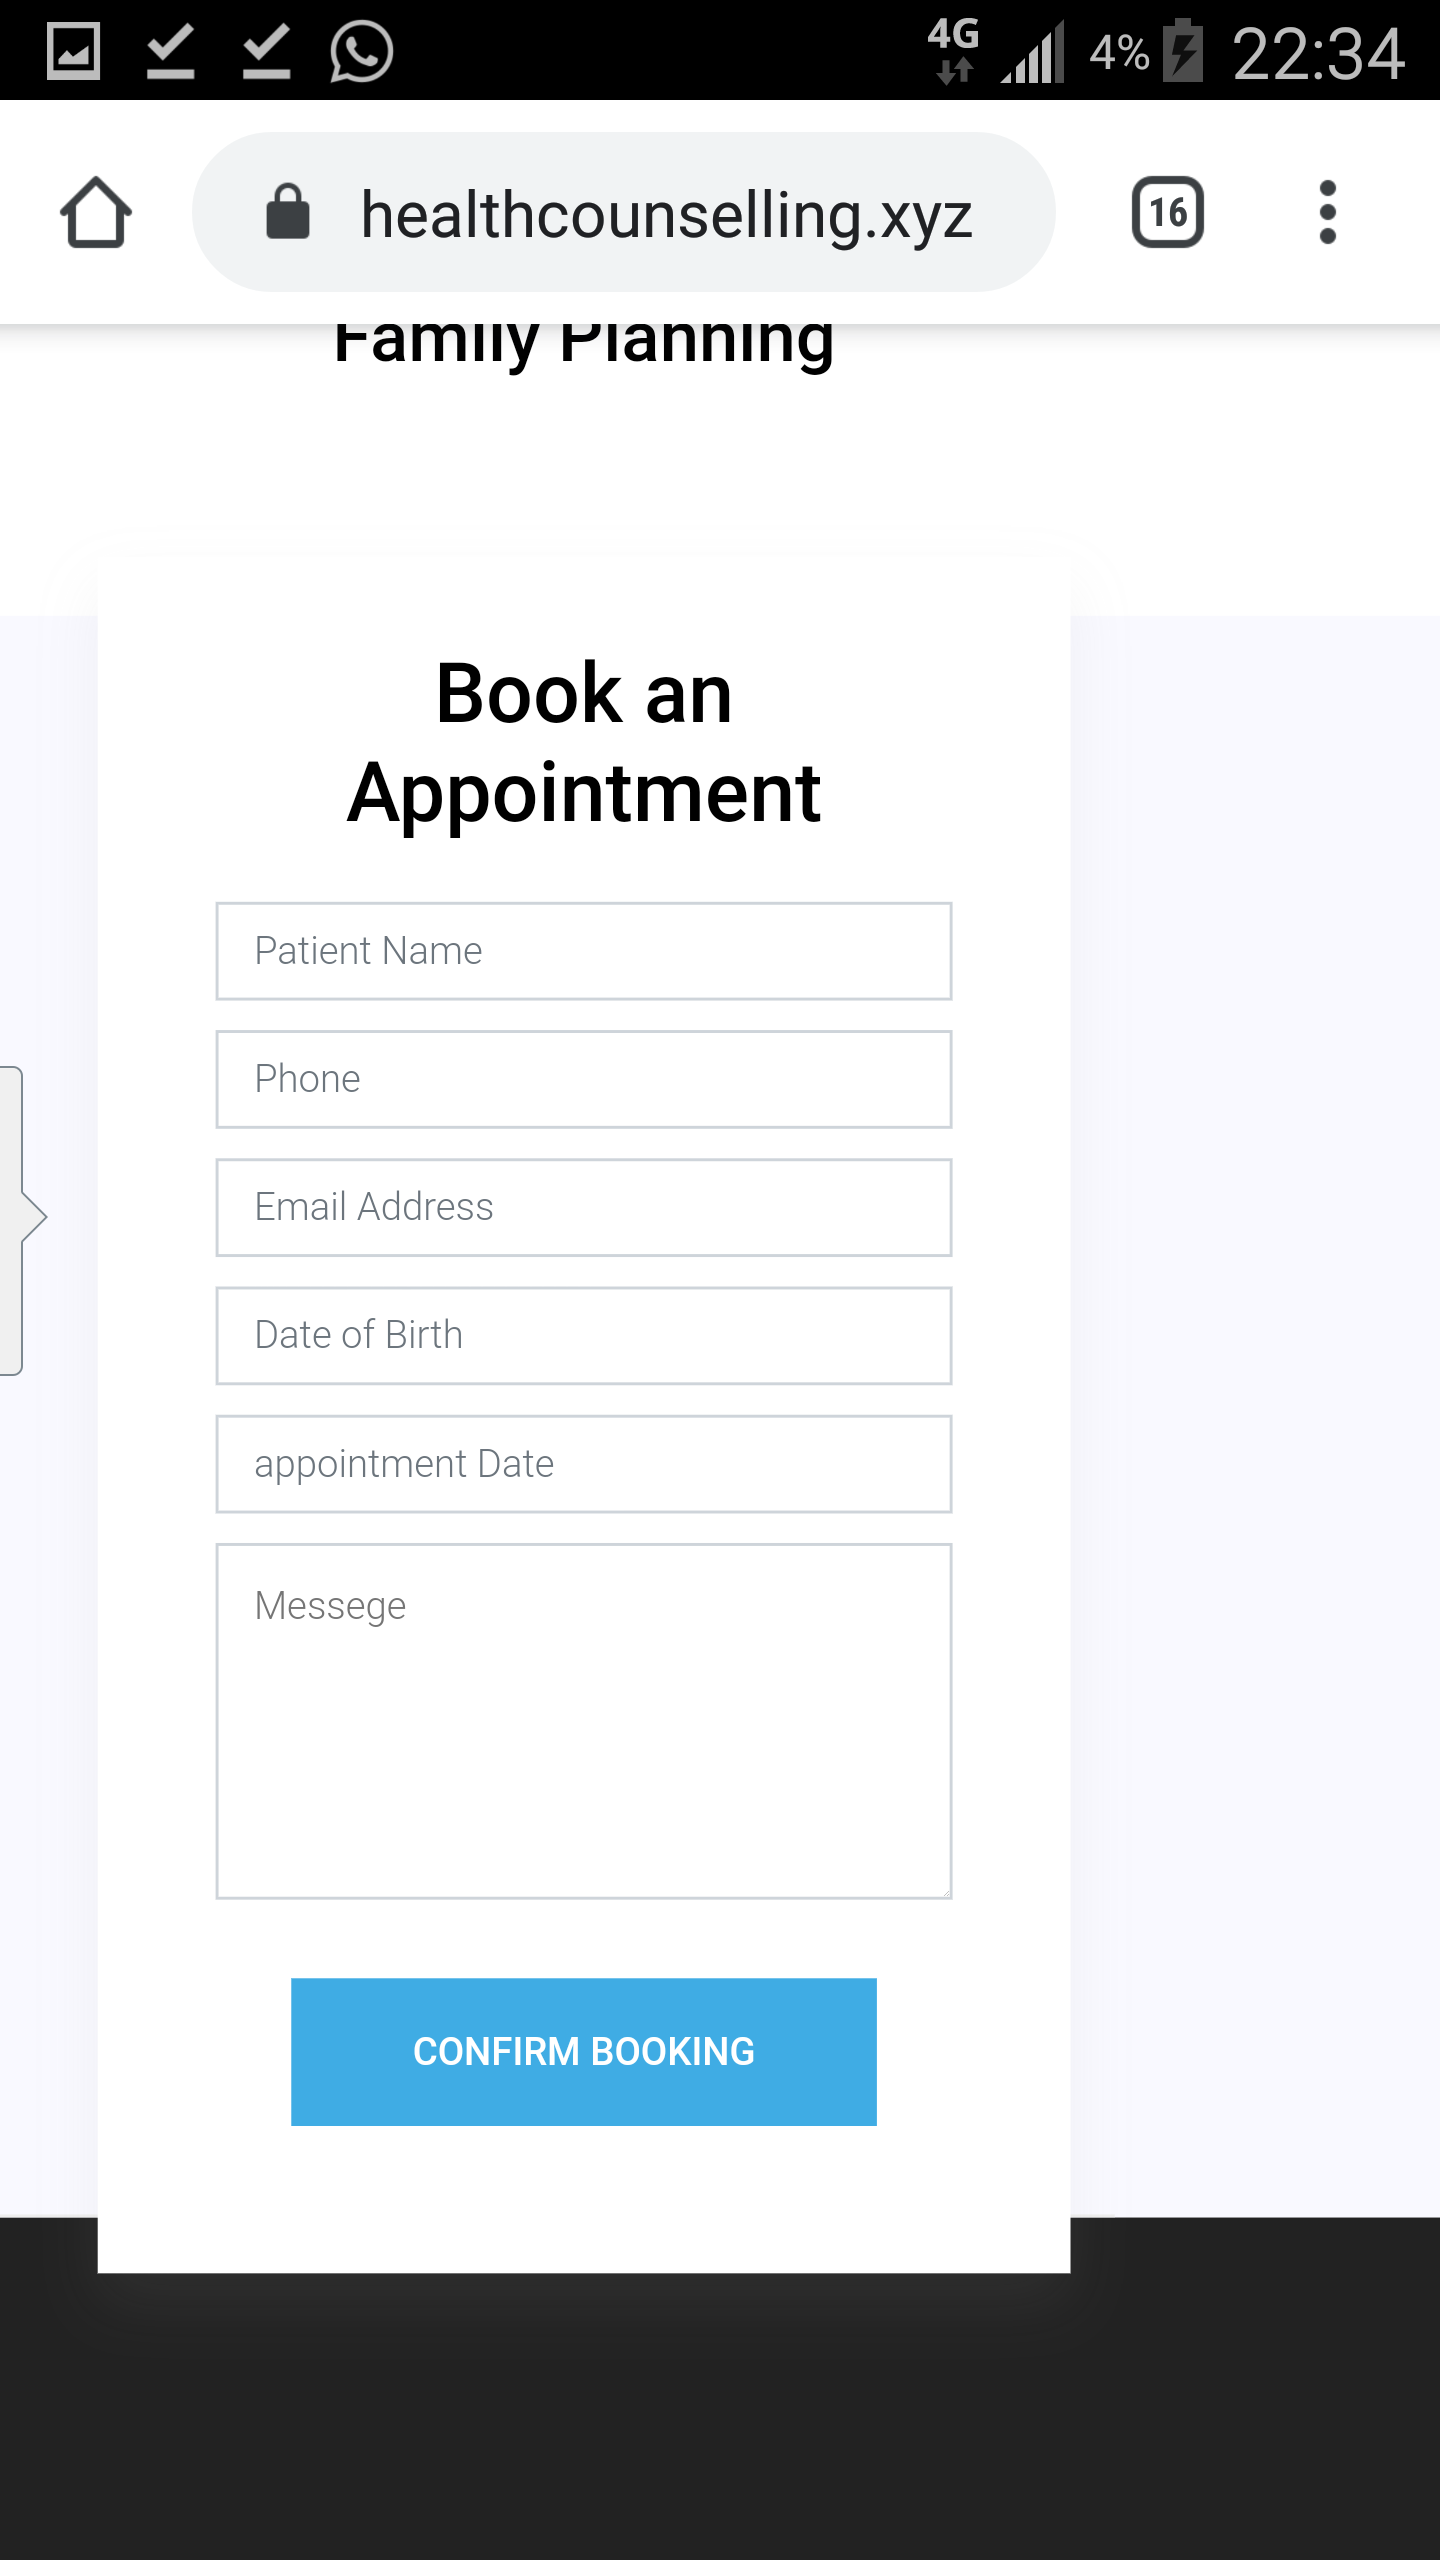 4G 4% 22:34
healthcounselling.xyz 16
Family Planning
Book an
Appointment
Patient Name
Phone
Email Address
Date of Birth
appointment Date
Messege
CONFIRM BOOKING